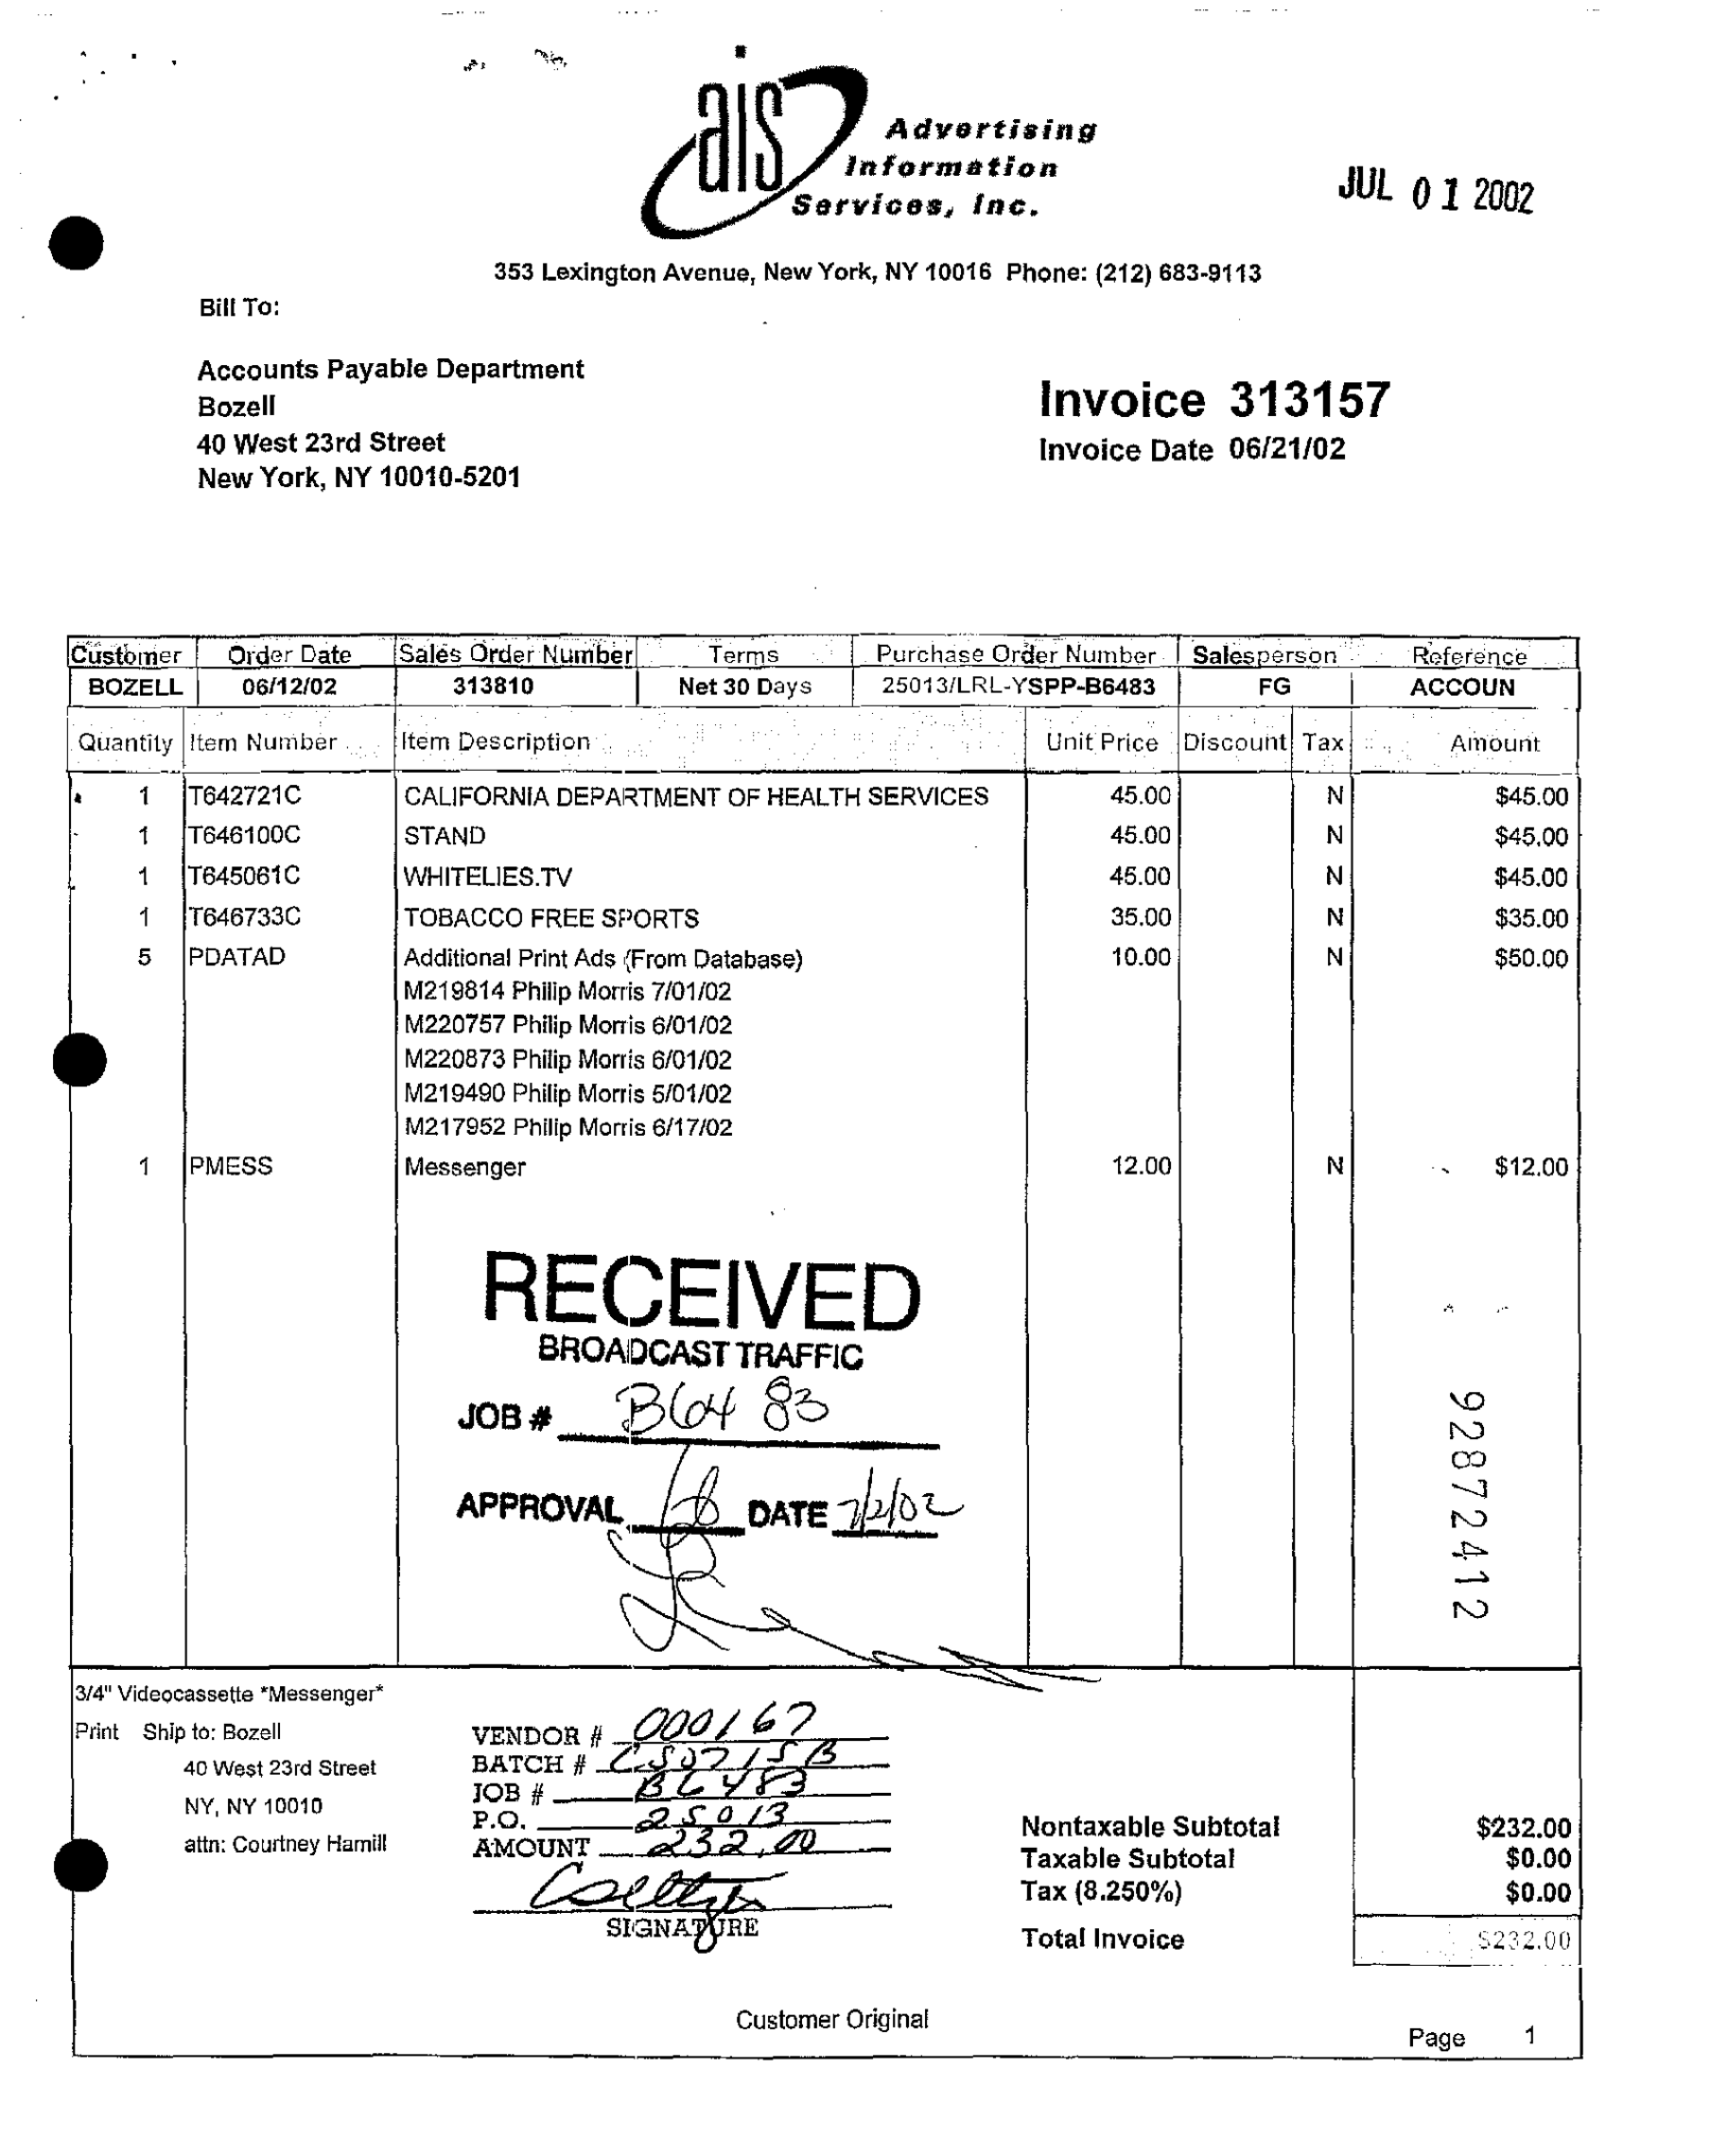 ais Advertising
Information
Services, Inc.
JUL 01 2002
353 Lexington Avenue, New York, NY 10016 Phone: (212) 683-9113
Bill To:
Accounts Payable Department
Bozell
40 West 23rd Street
New York, NY 10010-5201
Invoice 313157
Invoice Date 06/21/02
Customer Order Date Sales Order Number Terms Purchase Order Number Salesperson Reference
BOZELL 06/12/02 313810 Net 30 Days 25013/LRL-YSPP-B6483 FG ACCOUN
Quantity Item Number Item Description Unit Price Discount Tax Amount
1 T642721C CALIFORNIA DEPARTMENT OF HEALTH SERVICES 45.00 N $45.00
1 T646100C STAND 45.00 N $45.00
1 T645061C WHITELIES.TV 45.00 N $45.00
1 T646733C TOBACCO FREE SPORTS 35.00 N $35.00
5 PDATAD Additional Print Ads (From Database) 10.00 N $50.00
M219814 Philip Morris 7/01/02
M220757 Philip Morris 6/01/02
M220873 Philip Morris 6/01/02
M219490 Philip Morris 5/01/02
M217952 Philip Morris 6/17/02
1 PMESS Messenger 12.00 N $12.00
RECEIVED
BROADCAST TRAFFIC
JOB # B6483
APPROVAL DATE 7/2/02
92872412
3/4" Videocassette *Messenger*
Print Ship to: Bozell
40 West 23rd Street
NY, NY 10010
attn: Courtney Hamill
VENDOR # 000167
BATCH # CS0715B
JOB # B6483
P.O. 25013
AMOUNT 232.00
SIGNATURE
Nontaxable Subtotal $232.00
Taxable Subtotal $0.00
Tax (8.250%) $0.00
Total Invoice $232.00
Customer Original
Page 1